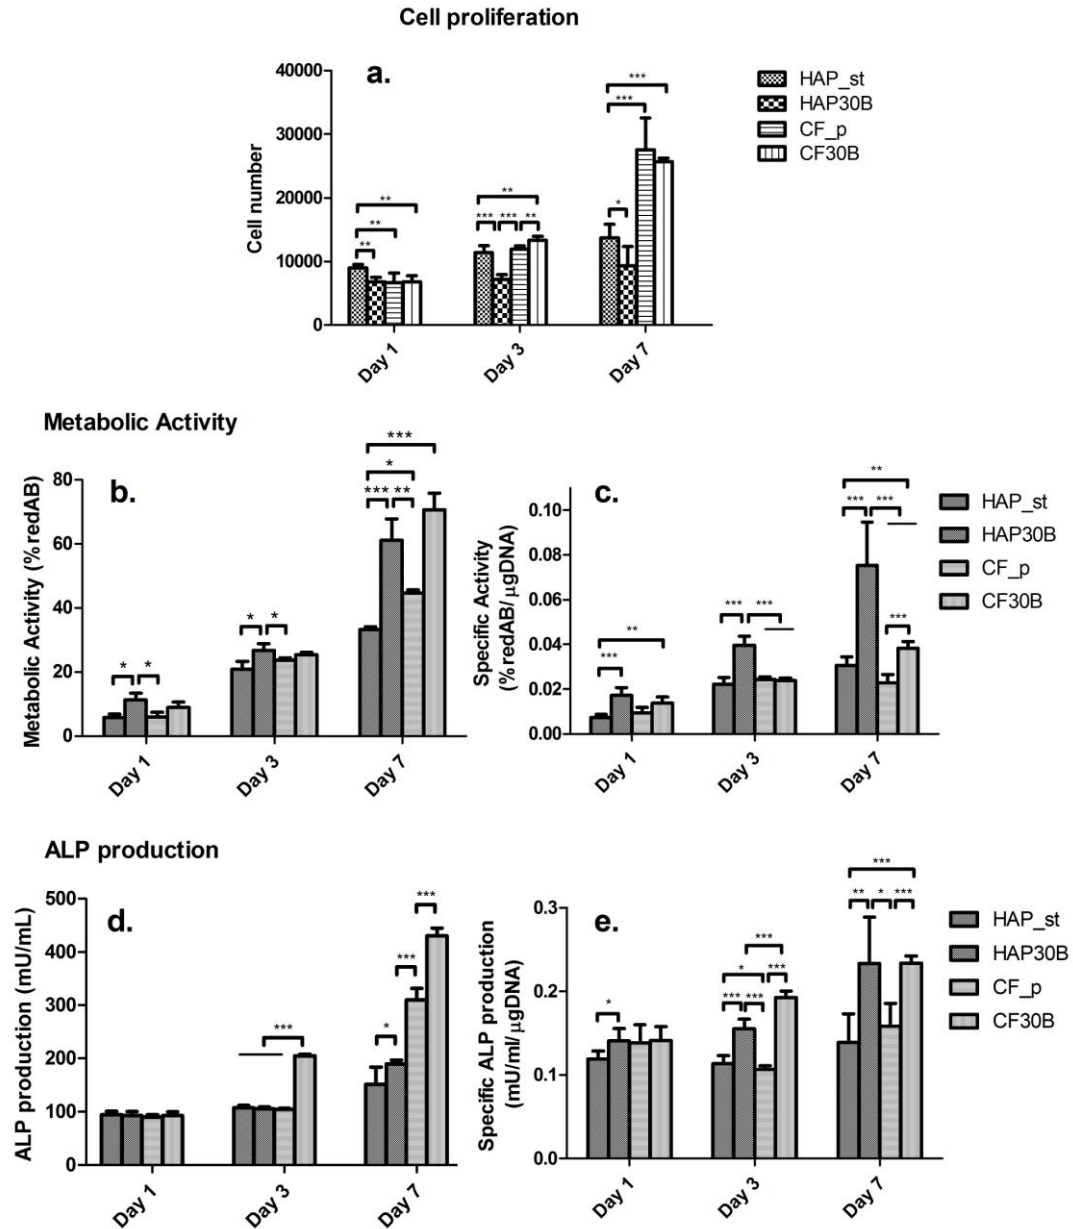 Cell proliferation
a.
Cell number
40000
30000
20000
10000
0
** ** **
*** *** ** **
* *** ***
Day 1
Day 3
Day 7
HAP_st
HAP30B
CF_p
CF30B
Metabolic Activity
b.
Metabolic Activity (%redAB)
80
60
40
20
0
* *
* *
*** ** * ***
Day 1
Day 3
Day 7
c.
Specific Activity
(%redAB/µgDNA)
0.10
0.08
0.06
0.04
0.02
0.00
*** **
*** ***
*** *** ** ***
Day 1
Day 3
Day 7
HAP_st
HAP30B
CF_p
CF30B
ALP production
d.
ALP production (mU/mL)
500
400
300
200
100
0
***
* *** ***
Day 1
Day 3
Day 7
e.
Specific ALP production
(mU/ml/µgDNA)
0.3
0.2
0.1
0.0
*
*** *** * *** ***
** * *** ***
Day 1
Day 3
Day 7
HAP_st
HAP30B
CF_p
CF30B